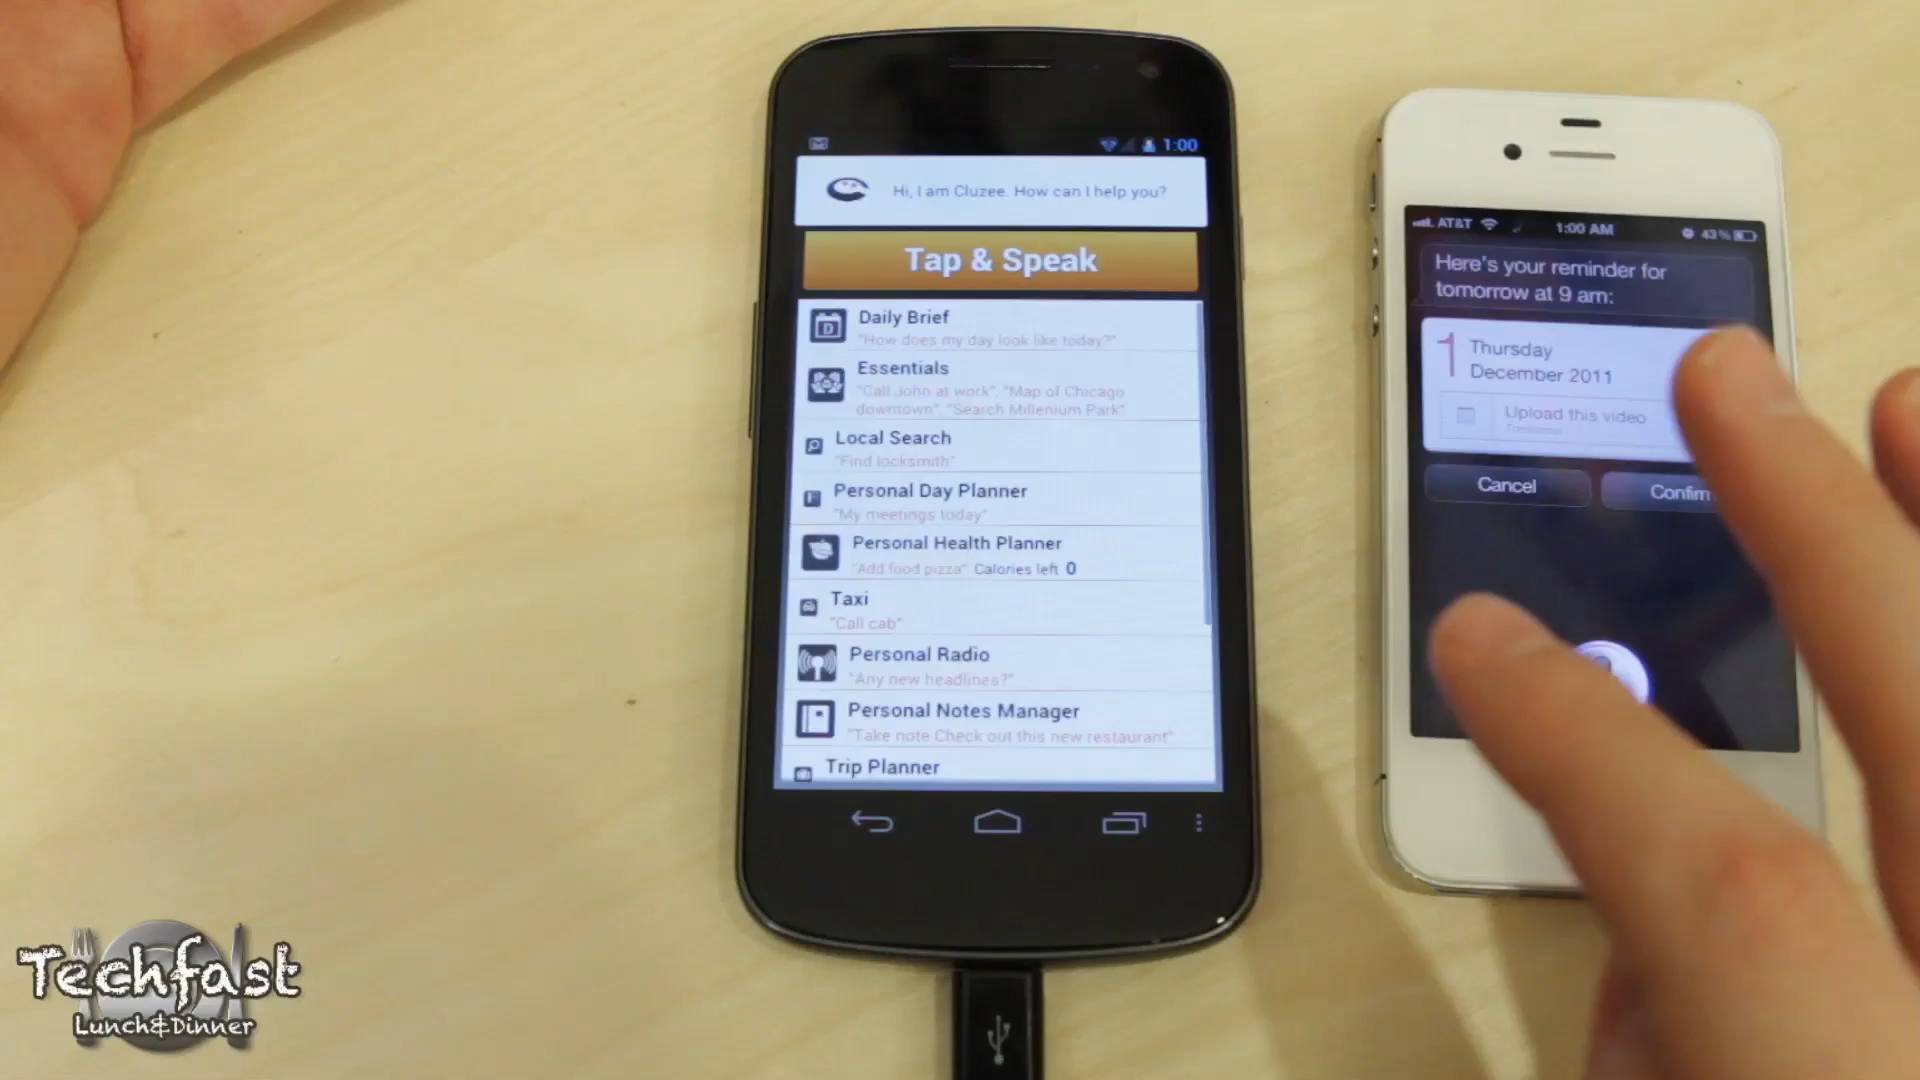 1:00
Hi, I am Cluzee. How can I help you?
Tap & Speak
Daily Brief
"How does my day look like today?"
Essentials
"Call John at work", "Map of Chicago
downtown", "Search Millenium Park"
Local Search
"Find locksmith"
Personal Day Planner
"My meetings today"
Personal Health Planner
"Add food pizza" Calories left 0
Taxi
"Call cab"
Personal Radio
"Any new headlines?"
Personal Notes Manager
"Take note Check out this new restaurant"
Trip Planner
AT&T 1:00 AM 43%
Here's your reminder for
tomorrow at 9 am:
1 Thursday
December 2011
Upload this video
Tomorrow
Cancel Confirm
Techfast
Lunch&Dinner